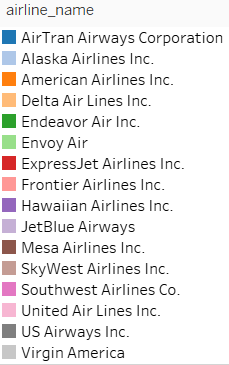 airline_name
AirTran Airways Corporation
Alaska Airlines Inc.
American Airlines Inc.
Delta Air Lines Inc.
Endeavor Air Inc.
Envoy Air
ExpressJet Airlines Inc.
Frontier Airlines Inc.
Hawaiian Airlines Inc.
JetBlue Airways
Mesa Airlines Inc.
SkyWest Airlines Inc.
Southwest Airlines Co.
United Air Lines Inc.
US Airways Inc.
Virgin America